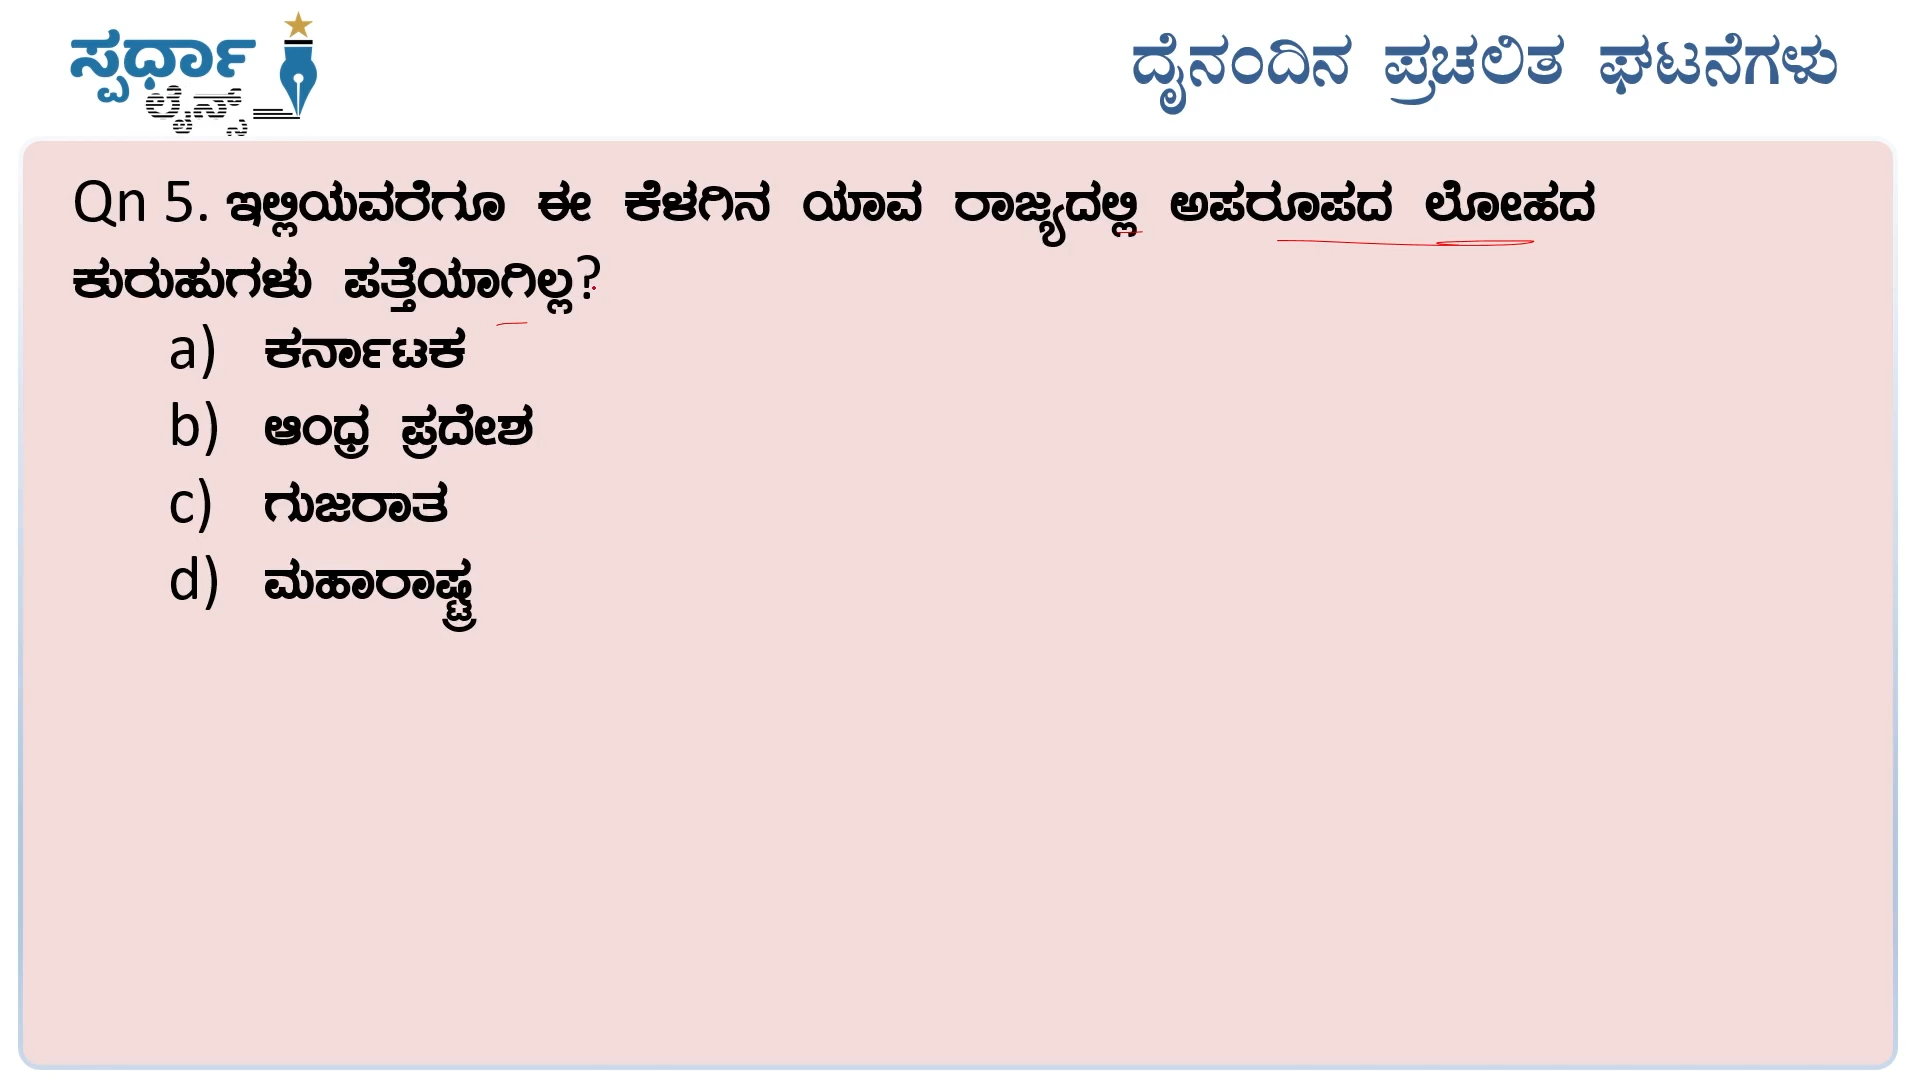 ಸ್ಪರ್ಧಾ
ಲೈನ್ಸ್
ದೈನಂದಿನ ಪ್ರಚಲಿತ ಘಟನೆಗಳು
Qn 5. ಇಲ್ಲಿಯವರೆಗೂ ಈ ಕೆಳಗಿನ ಯಾವ ರಾಜ್ಯದಲ್ಲಿ ಅಪರೂಪದ ಲೋಹದ
ಕುರುಹುಗಳು ಪತ್ತೆಯಾಗಿಲ್ಲ?
a) ಕರ್ನಾಟಕ
b) ಆಂಧ್ರ ಪ್ರದೇಶ
c) ಗುಜರಾತ
d) ಮಹಾರಾಷ್ಟ್ರ